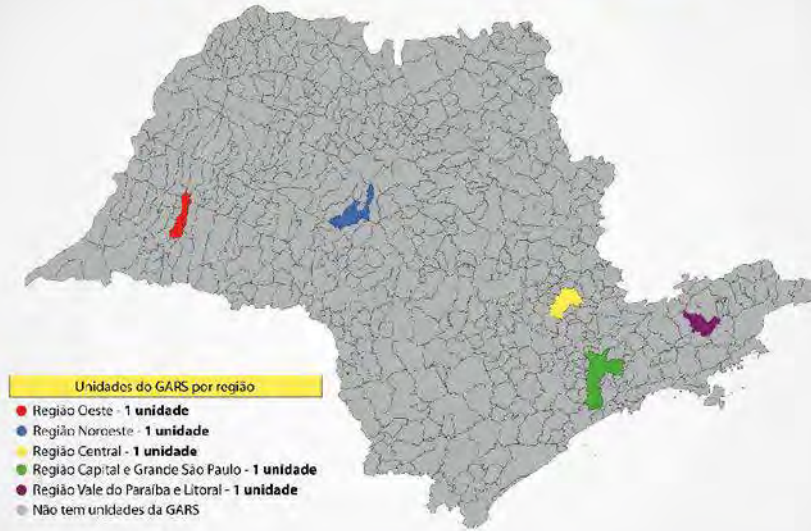 Unidades do GARS por região
Região Oeste - 1 unidade
Região Noroeste - 1 unidade
Região Central - 1 unidade
Região Capital e Grande São Paulo - 1 unidade
Região Vale do Paraíba e Litoral - 1 unidade
Não tem unidades da GARS